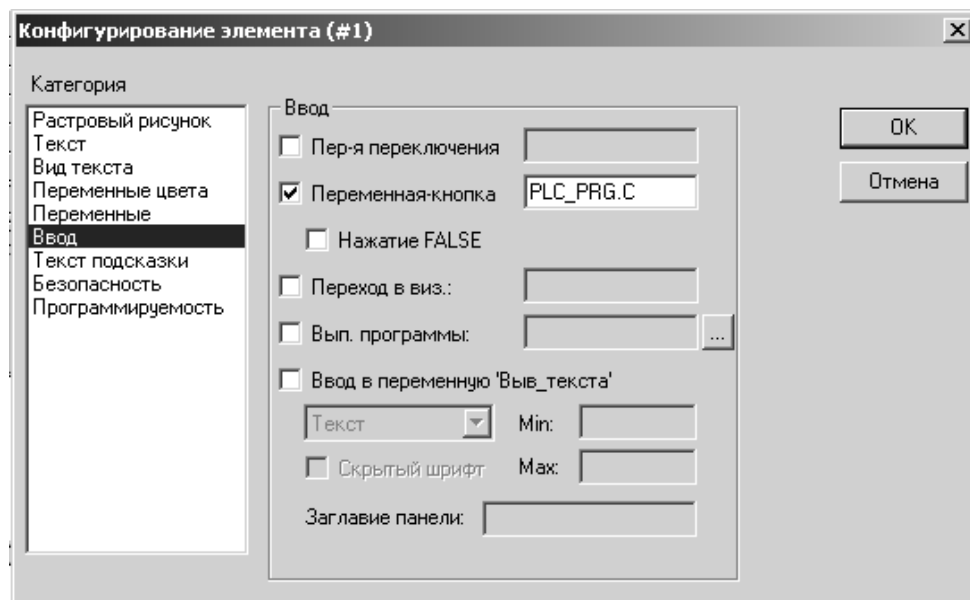 Конфигурирование элемента (#1)
Категория
Растровый рисунок
Текст
Вид текста
Переменные цвета
Переменные
Ввод
Текст подсказки
Безопасность
Программируемость
Ввод
Пер-я переключения
Переменная-кнопка PLC_PRG.C
Нажатие FALSE
Переход в виз.:
Вып. программы: ...
Ввод в переменную 'Выв_текста'
Текст Min:
Скрытый шрифт Max:
Заглавие панели:
OK
Отмена